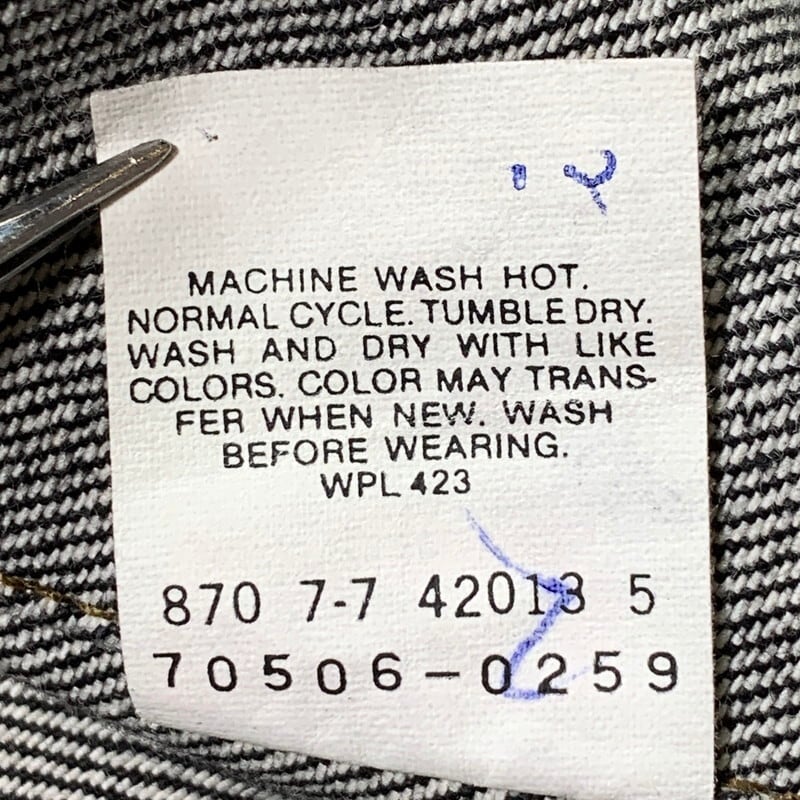 MACHINE WASH HOT.
NORMAL CYCLE. TUMBLE DRY.
WASH AND DRY WITH LIKE
COLORS. COLOR MAY TRANS-
FER WHEN NEW. WASH
BEFORE WEARING.
WPL 423
870 7-7 42013 5
70506-0259